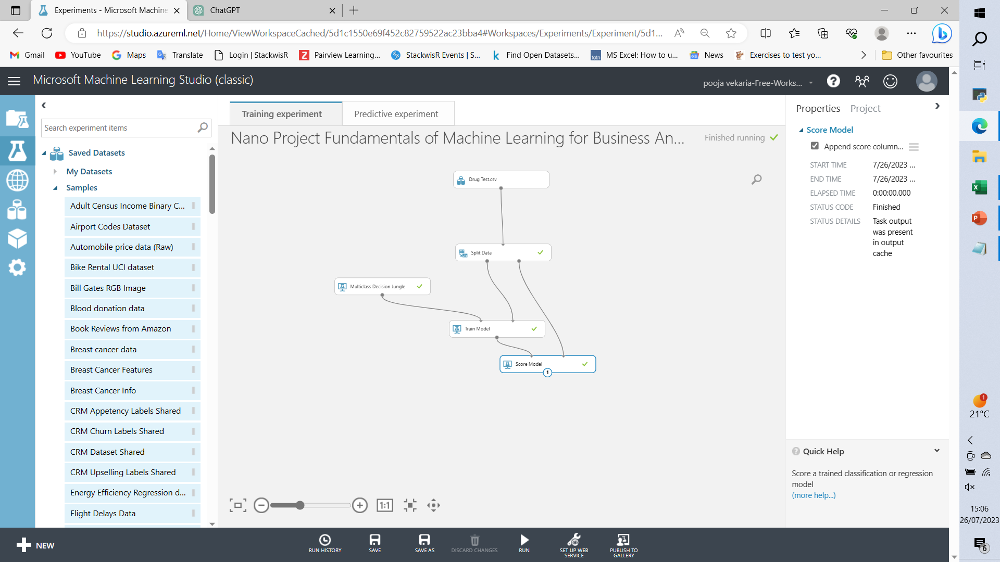 Experiments - Microsoft Machine
ChatGPT
https://studio.azureml.net/Home/ViewWorkspaceCached/5d1c1550e69f452c82759522ac23bba4#Workspaces/Experiments/Experiment/5d1...
Gmail
YouTube
Maps
Translate
Login | StackwisR
Pairview Learning...
StackwisR Events | S...
Find Open Datasets...
MS Excel: How to u...
News
Exercises to test yo...
Other favourites
Microsoft Machine Learning Studio (classic)
pooja vekaria-Free-Works...
Search experiment items
Saved Datasets
My Datasets
Samples
Adult Census Income Binary C...
Airport Codes Dataset
Automobile price data (Raw)
Bike Rental UCI dataset
Bill Gates RGB Image
Blood donation data
Book Reviews from Amazon
Breast cancer data
Breast Cancer Features
Breast Cancer Info
CRM Appetency Labels Shared
CRM Churn Labels Shared
CRM Dataset Shared
CRM Upselling Labels Shared
Energy Efficiency Regression d...
Flight Delays Data
Training experiment
Predictive experiment
Nano Project Fundamentals of Machine Learning for Business An...
Finished running
Drug Test.csv
Split Data
Multiclass Decision Jungle
Train Model
Score Model
1
1:1
Properties
Project
Score Model
Append score column...
START TIME 7/26/2023 ...
END TIME 7/26/2023 ...
ELAPSED TIME 0:00:00.000
STATUS CODE Finished
STATUS DETAILS Task output
was present
in output
cache
Quick Help
Score a trained classification or regression
model
(more help...)
NEW
RUN HISTORY
SAVE
SAVE AS
DISCARD CHANGES
RUN
SET UP WEB
SERVICE
PUBLISH TO
GALLERY
1
21°C
15:06
26/07/2023
6